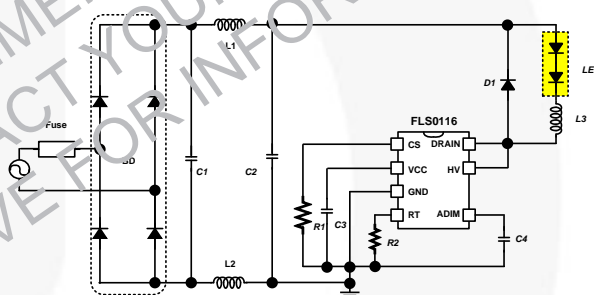 L1
LE
D1
L3
Fuse
FLS0116
CS
DRAIN
VCC
HV
GND
RT
ADIM
C1
C2
R1
C3
R2
C4
L2